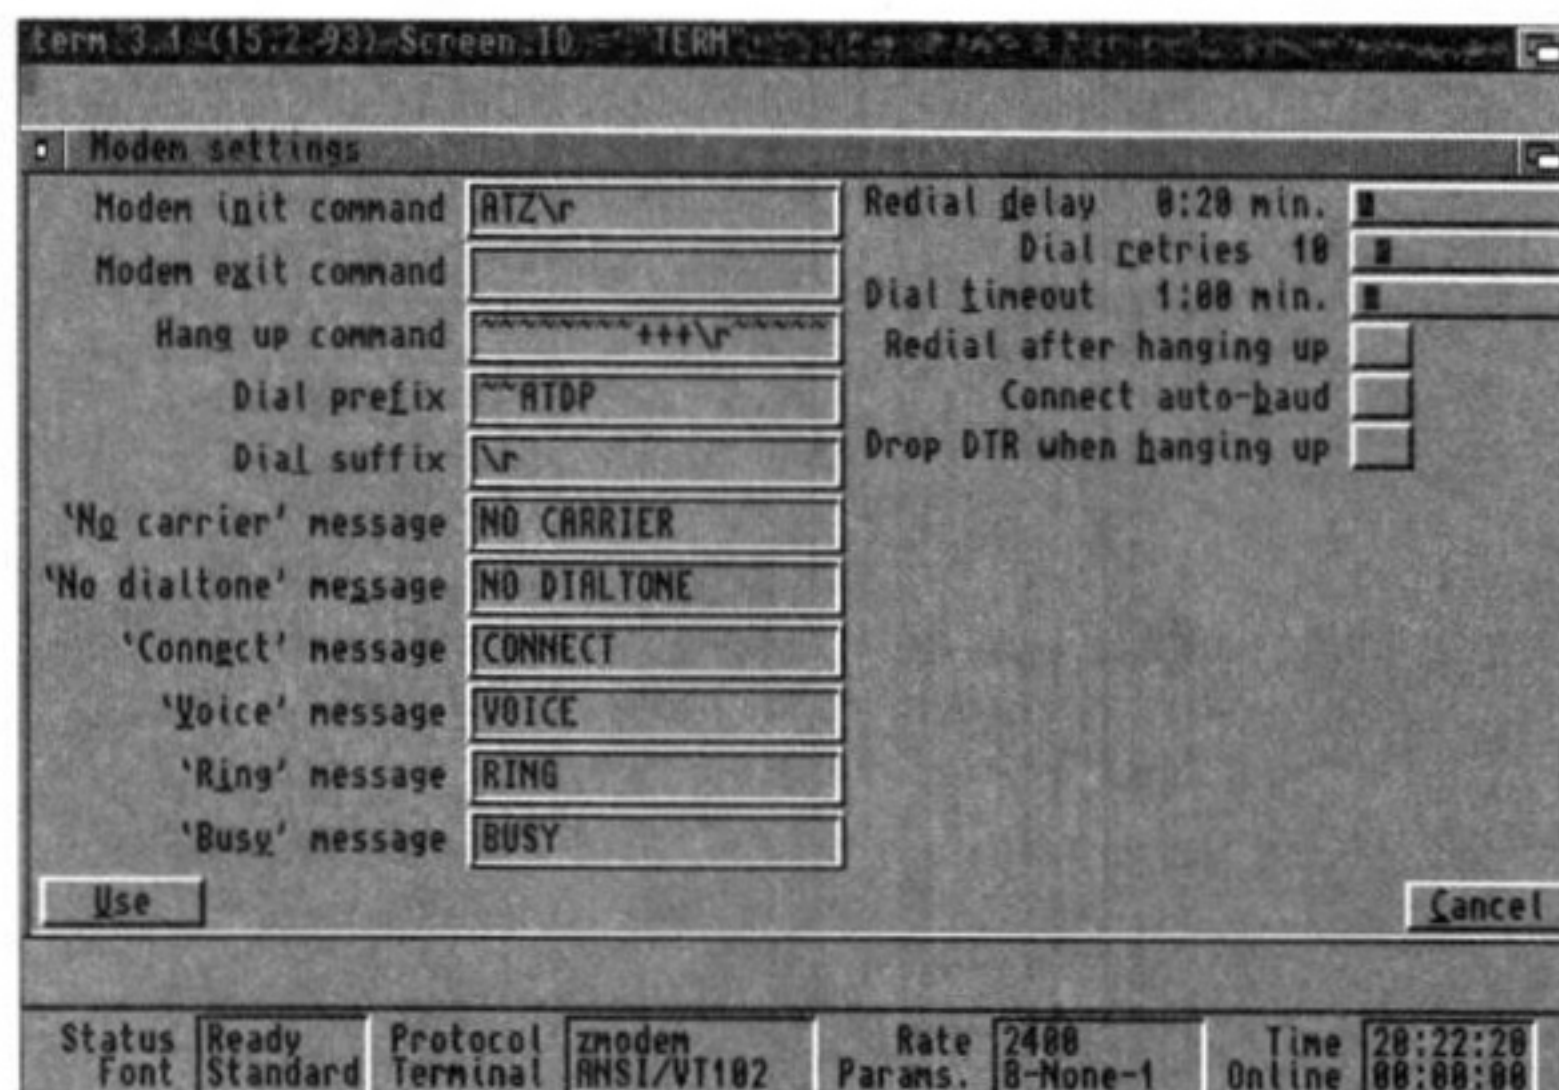 term 3.1 (15.2.93) Screen ID = "TERM"
Modem settings
Modem init command ATZ\r
Modem exit command
Hang up command ~~~~~~~~+++\r~~~~~
Dial prefix ~~ATDP
Dial suffix \r
'No carrier' message NO CARRIER
'No dialtone' message NO DIALTONE
'Connect' message CONNECT
'Voice' message VOICE
'Ring' message RING
'Busy' message BUSY
Redial delay 0:20 min.
Dial retries 10
Dial timeout 1:00 min.
Redial after hanging up
Connect auto-baud
Drop DTR when hanging up
Use
Cancel
Status Ready Protocol zmodem Rate 2400 Time 20:22:20
Font Standard Terminal ANSI/VT102 Params. 8-None-1 Online 00:00:00